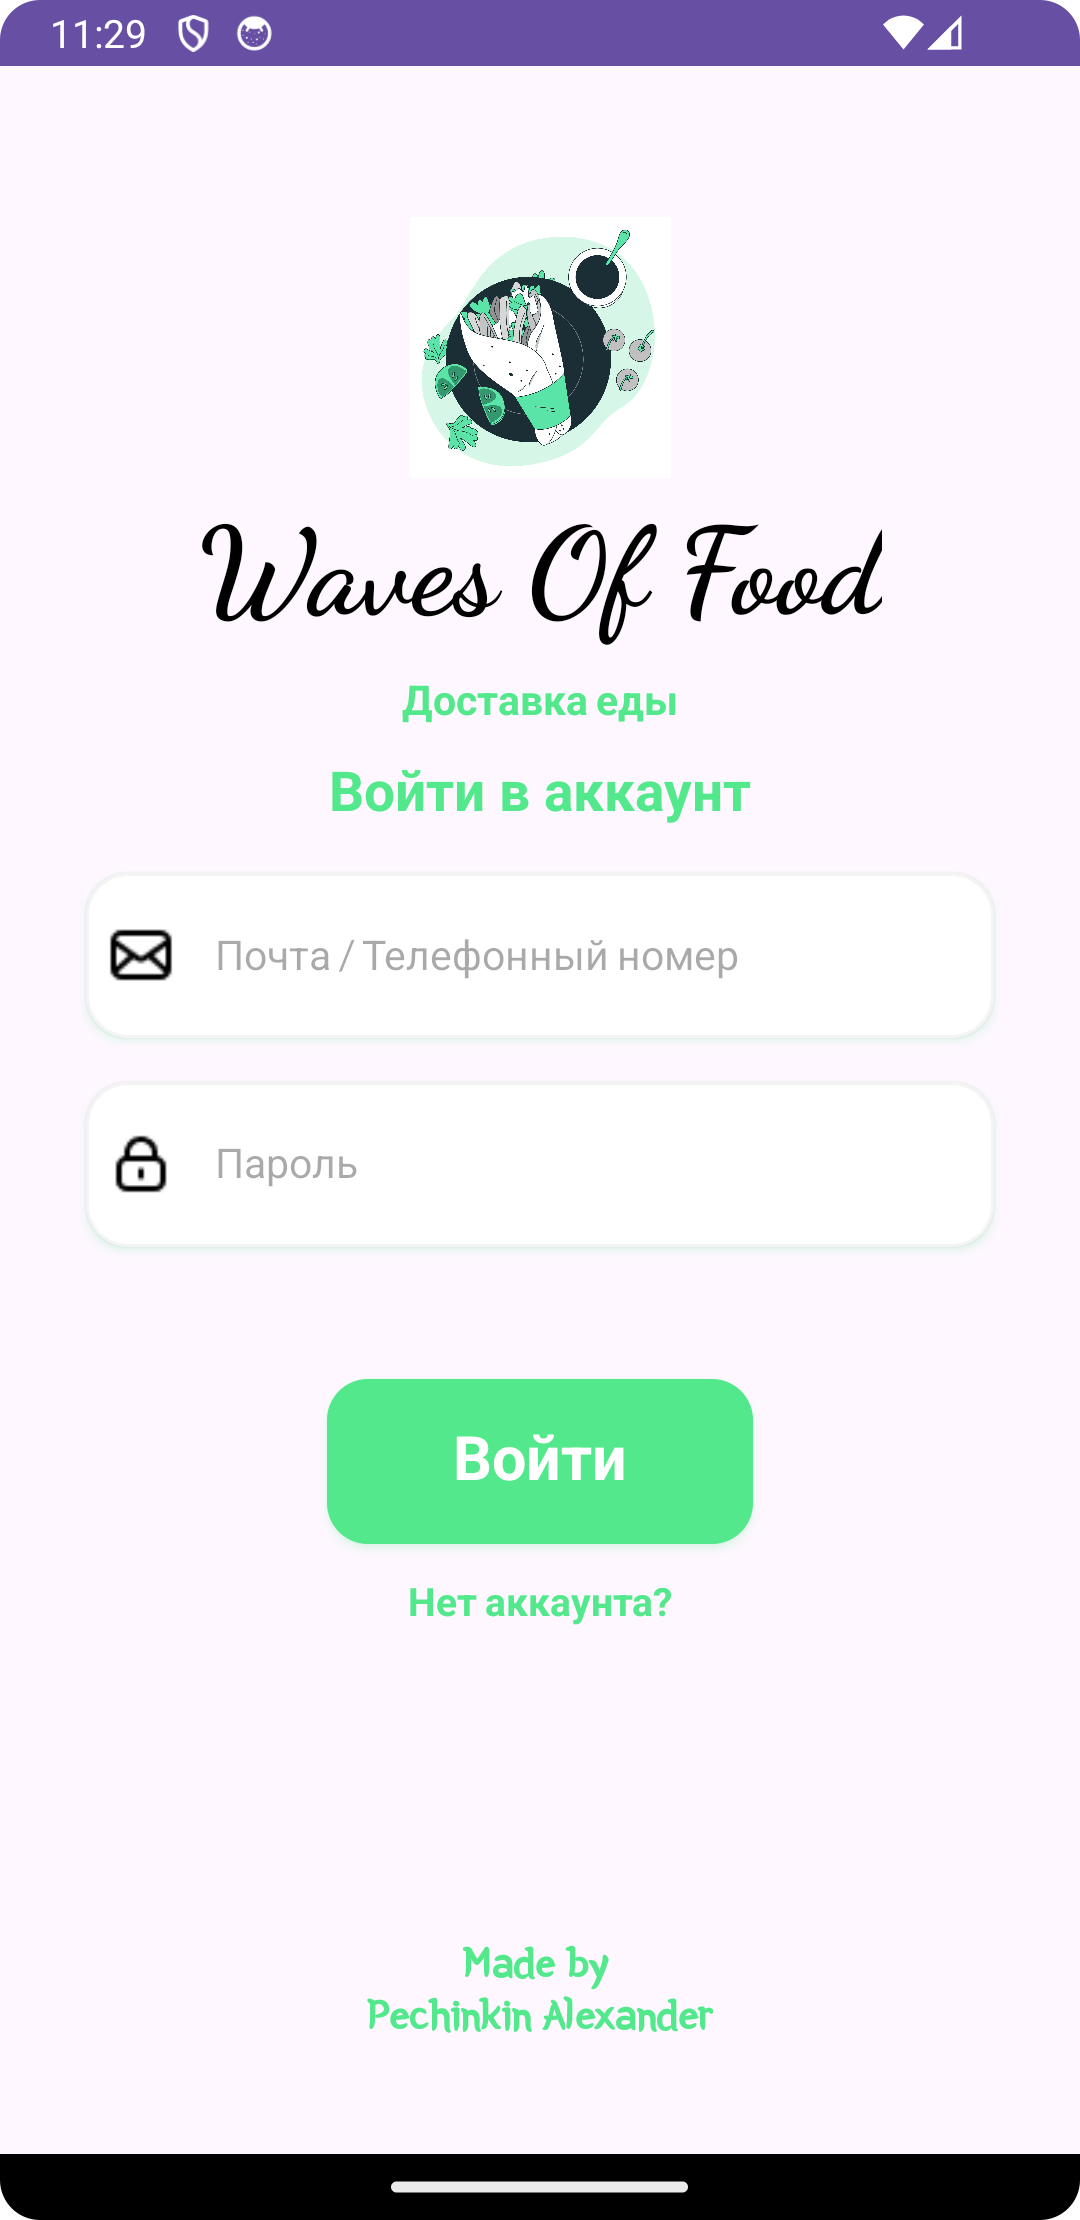 11:29
Waves Of Food
Доставка еды
Войти в аккаунт
Почта / Телефонный номер
Пароль
Войти
Нет аккаунта?
Made by
Pechinkin Alexander